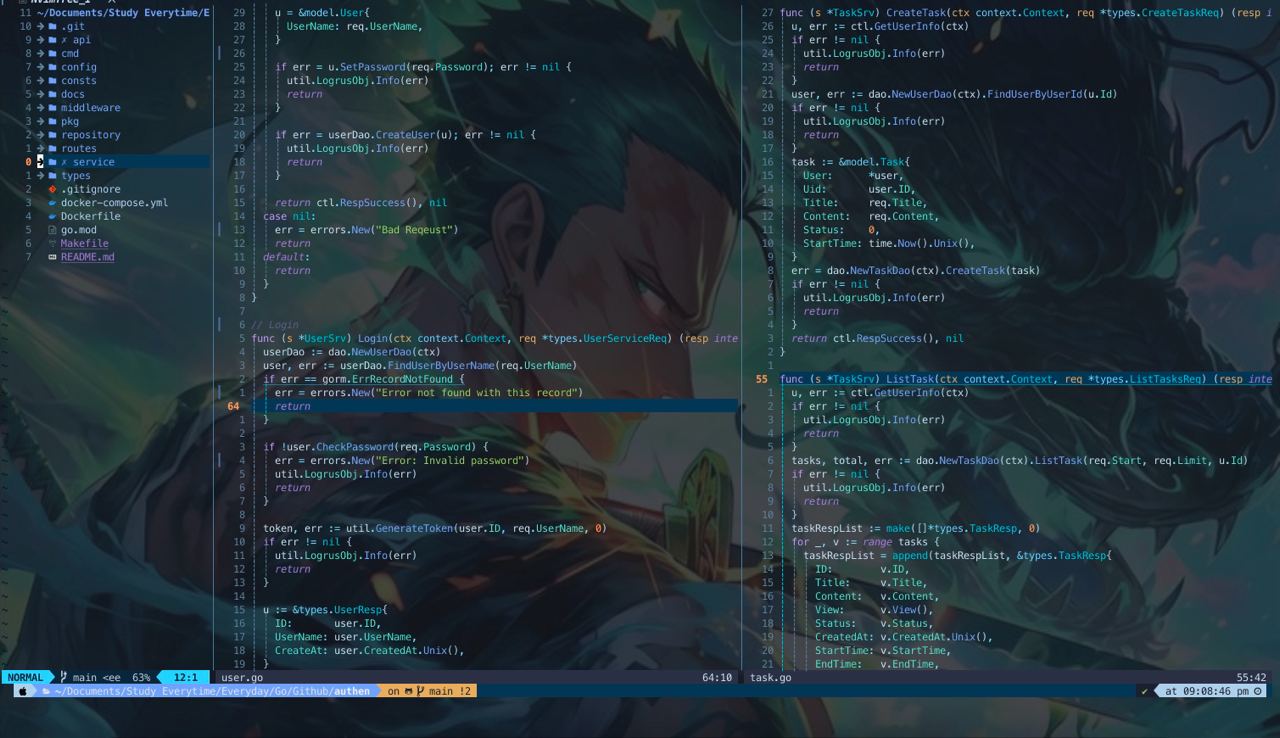 11 ~/Documents/Study Everytime/E
10 .git
9 ✗ api
8 cmd
7 config
6 consts
5 docs
4 middleware
3 pkg
2 repository
1 routes
0 ✗ service
1 types
2 .gitignore
3 docker-compose.yml
4 Dockerfile
5 go.mod
6 Makefile
7 README.md
29 u = &model.User{
28 UserName: req.UserName,
27 }
26
25 if err = u.SetPassword(req.Password); err != nil {
24 util.LogrusObj.Info(err)
23 return
22 }
21
20 if err = userDao.CreateUser(u); err != nil {
19 util.LogrusObj.Info(err)
18 return
17 }
16
15 return ctl.RespSuccess(), nil
14 case nil:
13 err = errors.New("Bad Reqeust")
12 return
11 default:
10 return
9 }
8 }
7
6 // Login
5 func (s *UserSrv) Login(ctx context.Context, req *types.UserServiceReq) (resp inte
4 userDao := dao.NewUserDao(ctx)
3 user, err := userDao.FindUserByUserName(req.UserName)
2 if err == gorm.ErrRecordNotFound {
1 err = errors.New("Error not found with this record")
64 return
1 }
2
3 if !user.CheckPassword(req.Password) {
4 err = errors.New("Error: Invalid password")
5 util.LogrusObj.Info(err)
6 return
7 }
8
9 token, err := util.GenerateToken(user.ID, req.UserName, 0)
10 if err != nil {
11 util.LogrusObj.Info(err)
12 return
13 }
14
15 u := &types.UserResp{
16 ID: user.ID,
17 UserName: user.UserName,
18 CreateAt: user.CreatedAt.Unix(),
19 }
27 func (s *TaskSrv) CreateTask(ctx context.Context, req *types.CreateTaskReq) (resp i
26 u, err := ctl.GetUserInfo(ctx)
25 if err != nil {
24 util.LogrusObj.Info(err)
23 return
22 }
21 user, err := dao.NewUserDao(ctx).FindUserByUserId(u.Id)
20 if err != nil {
19 util.LogrusObj.Info(err)
18 return
17 }
16 task := &model.Task{
15 User: *user,
14 Uid: user.ID,
13 Title: req.Title,
12 Content: req.Content,
11 Status: 0,
10 StartTime: time.Now().Unix(),
9 }
8 err = dao.NewTaskDao(ctx).CreateTask(task)
7 if err != nil {
6 util.LogrusObj.Info(err)
5 return
4 }
3 return ctl.RespSuccess(), nil
2 }
1
55 func (s *TaskSrv) ListTask(ctx context.Context, req *types.ListTasksReq) (resp inte
1 u, err := ctl.GetUserInfo(ctx)
2 if err != nil {
3 util.LogrusObj.Info(err)
4 return
5 }
6 tasks, total, err := dao.NewTaskDao(ctx).ListTask(req.Start, req.Limit, u.Id)
7 if err != nil {
8 util.LogrusObj.Info(err)
9 return
10 }
11 taskRespList := make([]*types.TaskResp, 0)
12 for _, v := range tasks {
13 taskRespList = append(taskRespList, &types.TaskResp{
14 ID: v.ID,
15 Title: v.Title,
16 Content: v.Content,
17 View: v.View(),
18 Status: v.Status,
19 CreatedAt: v.CreatedAt.Unix(),
20 StartTime: v.StartTime,
21 EndTime: v.EndTime,
NORMAL main <ee 63% 12:1 user.go 64:10 task.go 55:42
~/Documents/Study Everytime/Everyday/Go/Github/authen on main !2 ✔ at 09:08:46 pm